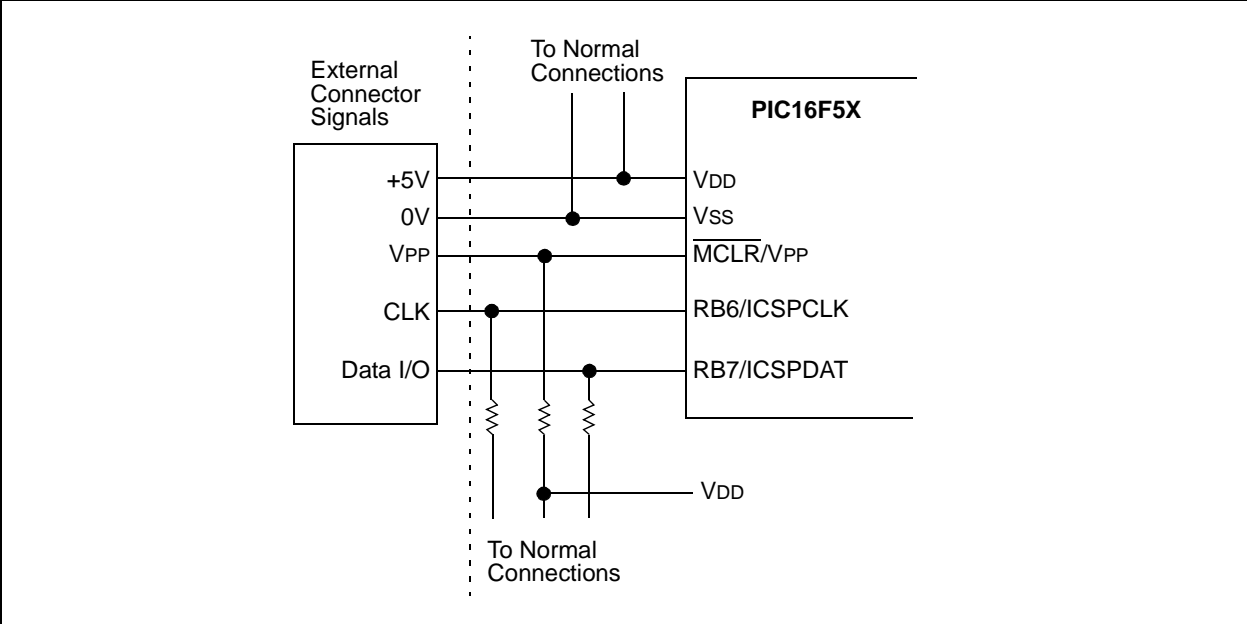 To Normal
Connections
External
Connector
Signals
PIC16F5X
+5V
VDD
0V
VSS
VPP
MCLR/VPP
CLK
RB6/ICSPCLK
Data I/O
RB7/ICSPDAT
VDD
To Normal
Connections